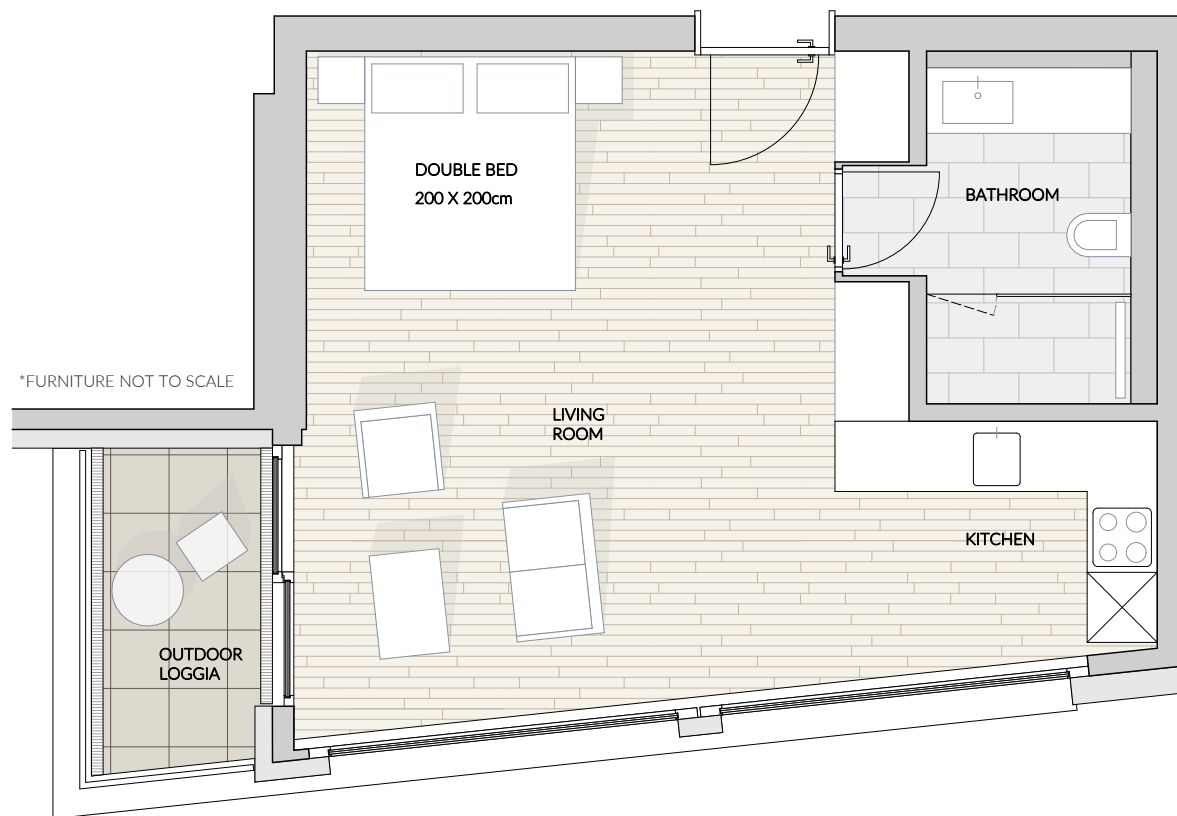 DOUBLE BED
200 X 200cm
BATHROOM
*FURNITURE NOT TO SCALE
LIVING
ROOM
KITCHEN
OUTDOOR
LOGGIA